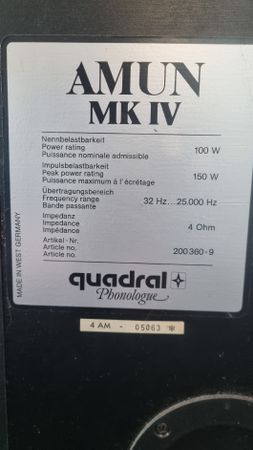 AMUN
MK IV
Nennbelastbarkeit
Power rating 100 W
Puissance nominale admissible
Impulsbelastbarkeit
Peak power rating 150 W
Puissance maximum à l'écrétage
Übertragungsbereich
Frequency range 32 Hz...25.000 Hz
Bande passante
Impedanz
Impedance 4 Ohm
Impédance
Artikel-Nr.
Article no. 200360-9
Article no.
MADE IN WEST GERMANY
quadral
Phonologue
4 AM - 05063 *